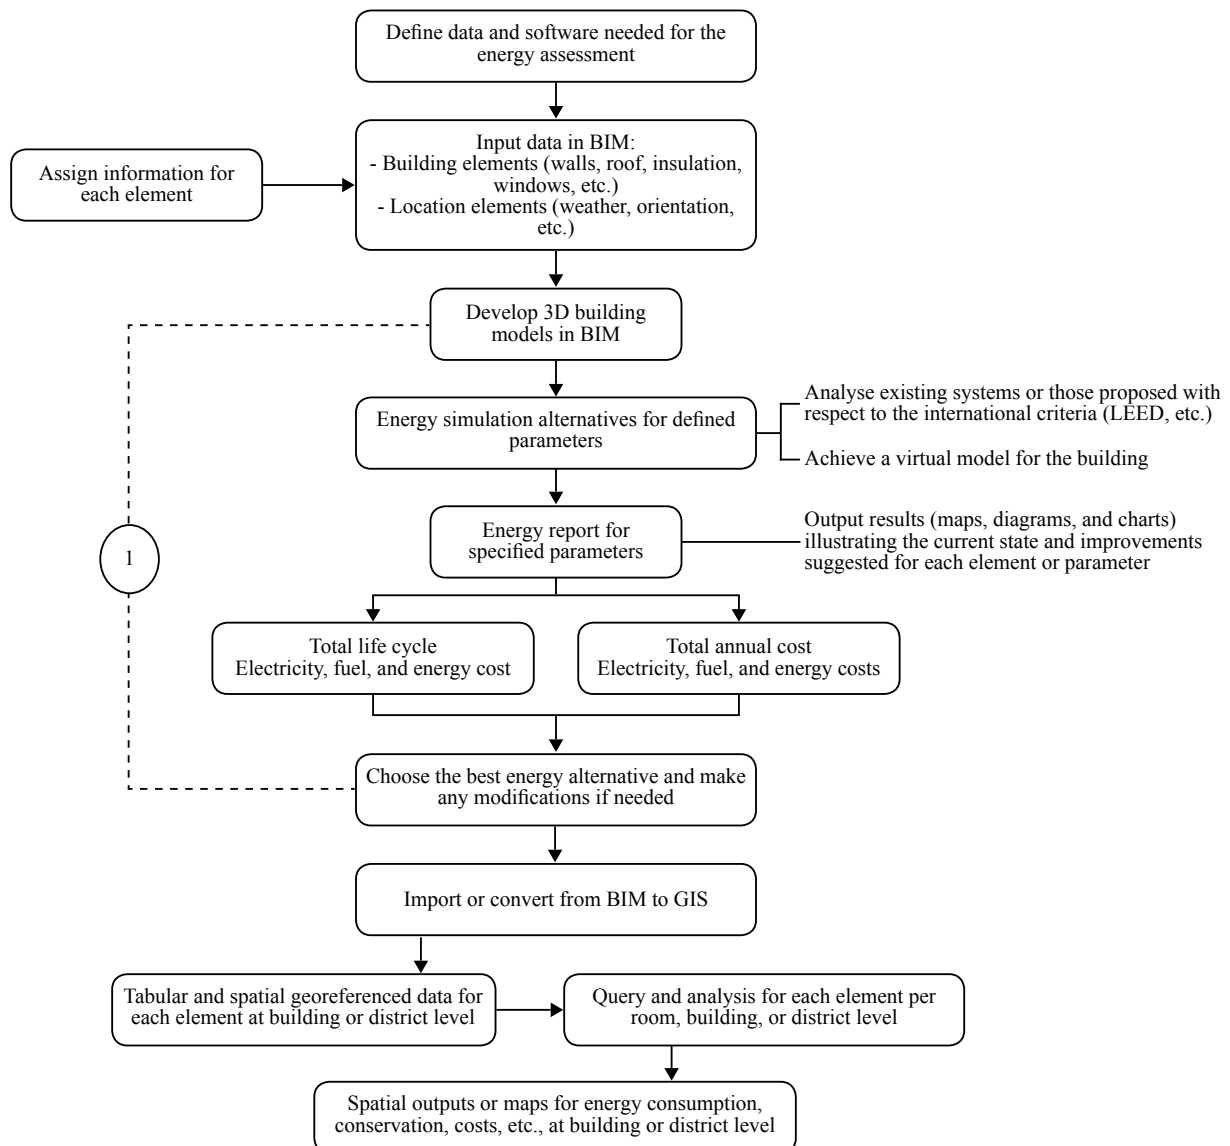 Define data and software needed for the
energy assessment
Assign information for
each element
Input data in BIM:
- Building elements (walls, roof, insulation,
windows, etc.)
- Location elements (weather, orientation,
etc.)
Develop 3D building
models in BIM
Energy simulation alternatives for defined
parameters
Analyse existing systems or those proposed with
respect to the international criteria (LEED, etc.)
Achieve a virtual model for the building
1
Energy report for
specified parameters
Output results (maps, diagrams, and charts)
illustrating the current state and improvements
suggested for each element or parameter
Total life cycle
Electricity, fuel, and energy cost
Total annual cost
Electricity, fuel, and energy costs
Choose the best energy alternative and make
any modifications if needed
Import or convert from BIM to GIS
Tabular and spatial georeferenced data for
each element at building or district level
Query and analysis for each element per
room, building, or district level
Spatial outputs or maps for energy consumption,
conservation, costs, etc., at building or district level